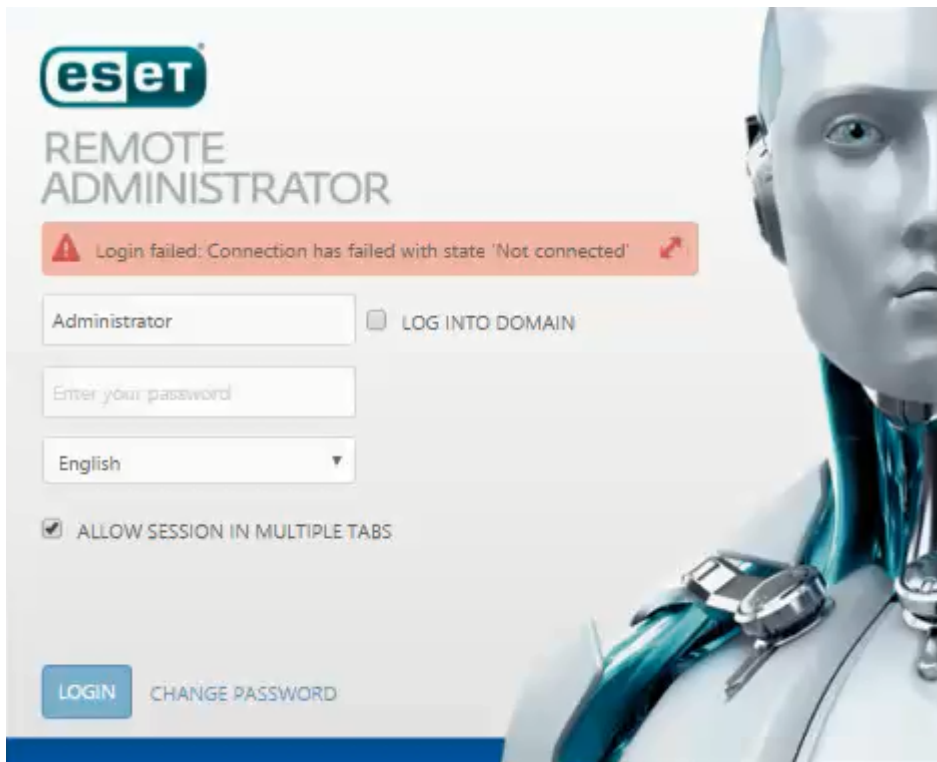 eset
REMOTE
ADMINISTRATOR
Login failed: Connection has failed with state 'Not connected'
Administrator
LOG INTO DOMAIN
Enter your password
English
ALLOW SESSION IN MULTIPLE TABS
LOGIN CHANGE PASSWORD